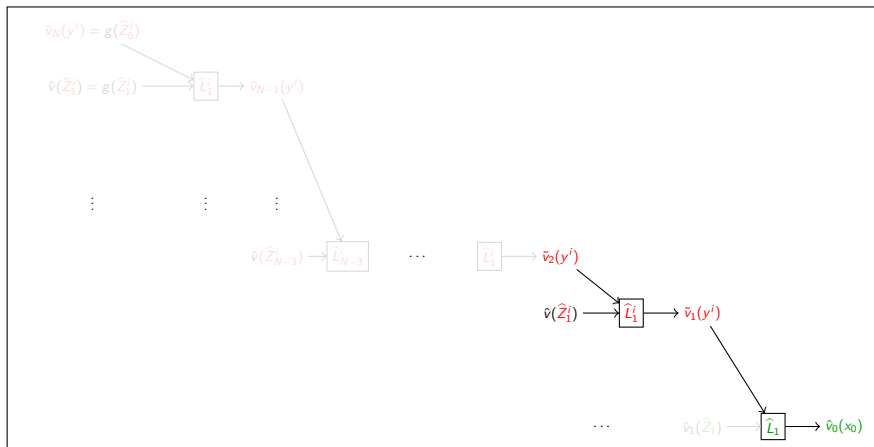 ṽ_N(y^i) = g(Ẑ_0^i)
v̂(Ẑ_1^i) = g(Ẑ_1^i) L̂_1^i ṽ_{N−1}(y^i)
⋮ ⋮ ⋮
v̂(Ẑ_{N−3}^i) L̂_{N−3}^i ⋯ L̂_1^i ṽ_2(y^i)
v̂(Ẑ_1^i) L̂_1^i ṽ_1(y^i)
⋯ v̂_1(Ẑ_1) L̂_1 v̂_0(x_0)